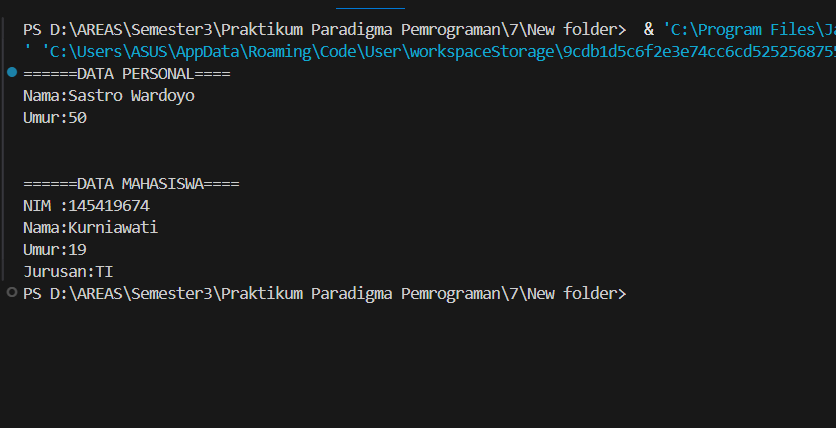 PS D:\AREAS\Semester3\Praktikum Paradigma Pemrograman\7\New folder>  & 'C:\Program Files\Ja
' 'C:\Users\ASUS\AppData\Roaming\Code\User\workspaceStorage\9cdb1d5c6f2e3e74cc6cd5252568755
======DATA PERSONAL====
Nama:Sastro Wardoyo
Umur:50
======DATA MAHASISWA====
NIM :145419674
Nama:Kurniawati
Umur:19
Jurusan:TI
PS D:\AREAS\Semester3\Praktikum Paradigma Pemrograman\7\New folder>